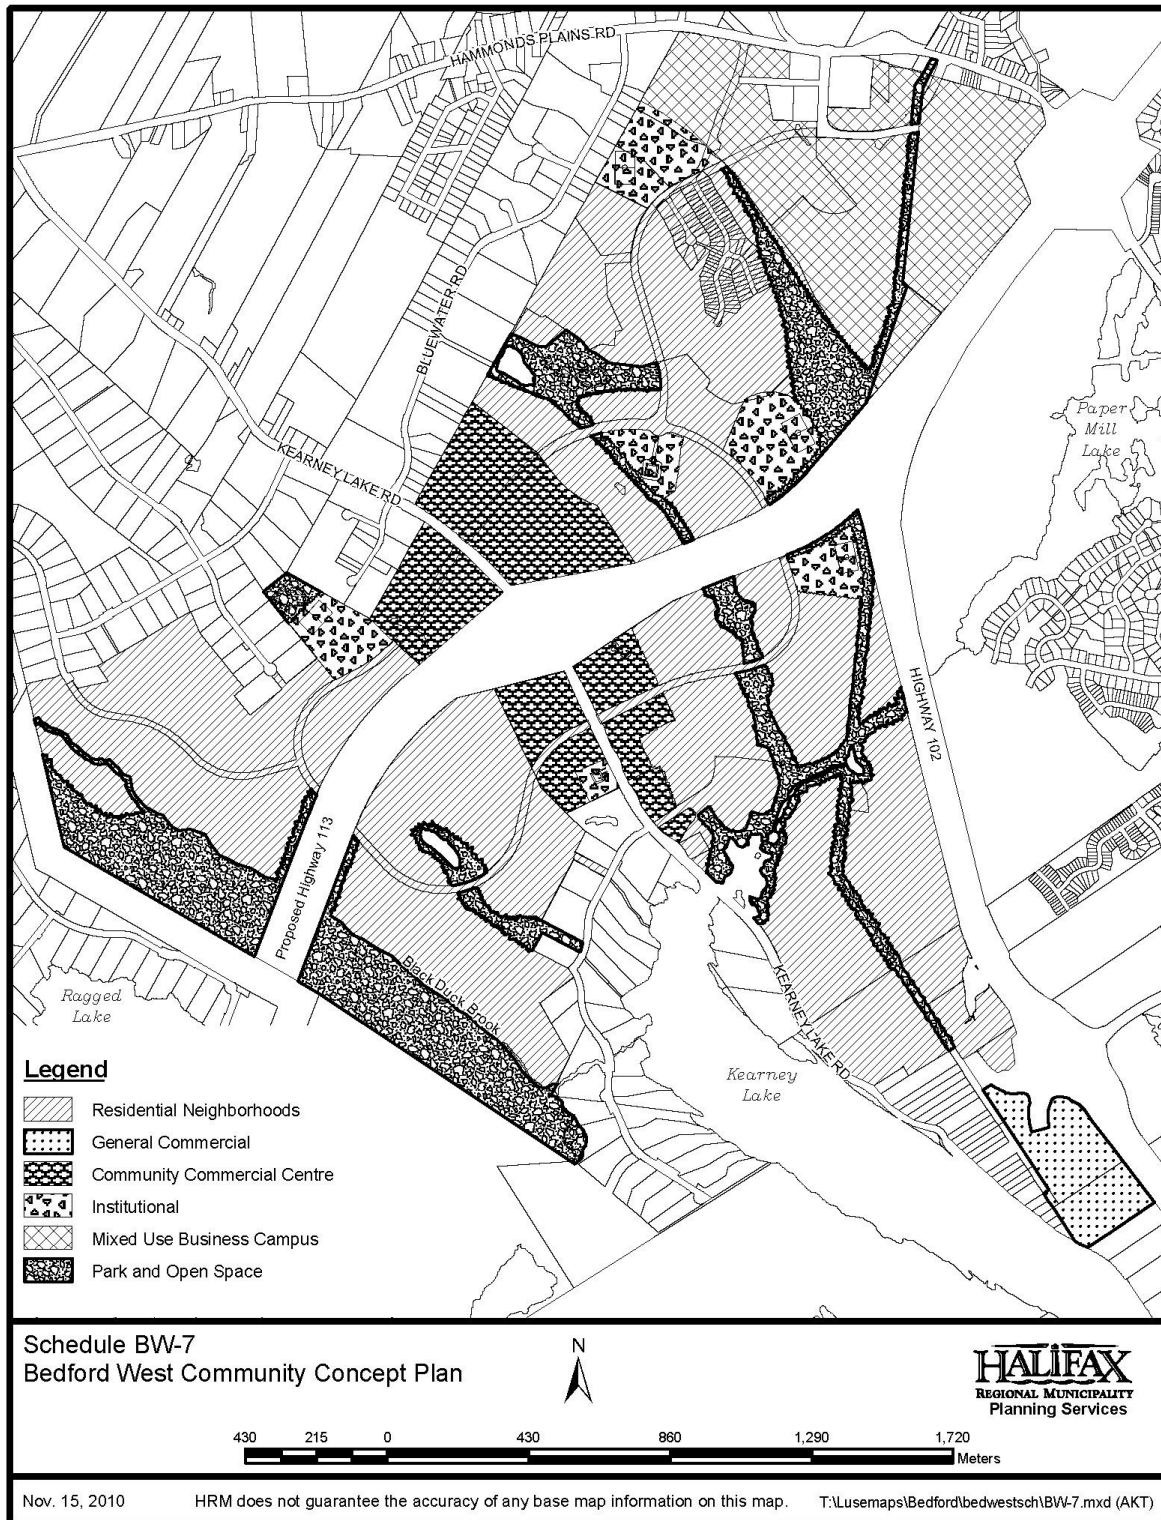 HAMMONDS PLAINS RD
BLUEWATER RD
KEARNEY LAKE RD
Paper
Mill
Lake
HIGHWAY 102
Proposed Highway 113
Black Duck Brook
Ragged
Lake
KEARNEY LAKE RD
Kearney
Lake
Legend
Residential Neighborhoods
General Commercial
Community Commercial Centre
Institutional
Mixed Use Business Campus
Park and Open Space
Schedule BW-7
Bedford West Community Concept Plan
N
HALIFAX
REGIONAL MUNICIPALITY
Planning Services
430 215 0 430 860 1,290 1,720
Meters
Nov. 15, 2010
HRM does not guarantee the accuracy of any base map information on this map.
T:\Lusemaps\Bedford\bedwestsch\BW-7.mxd (AKT)